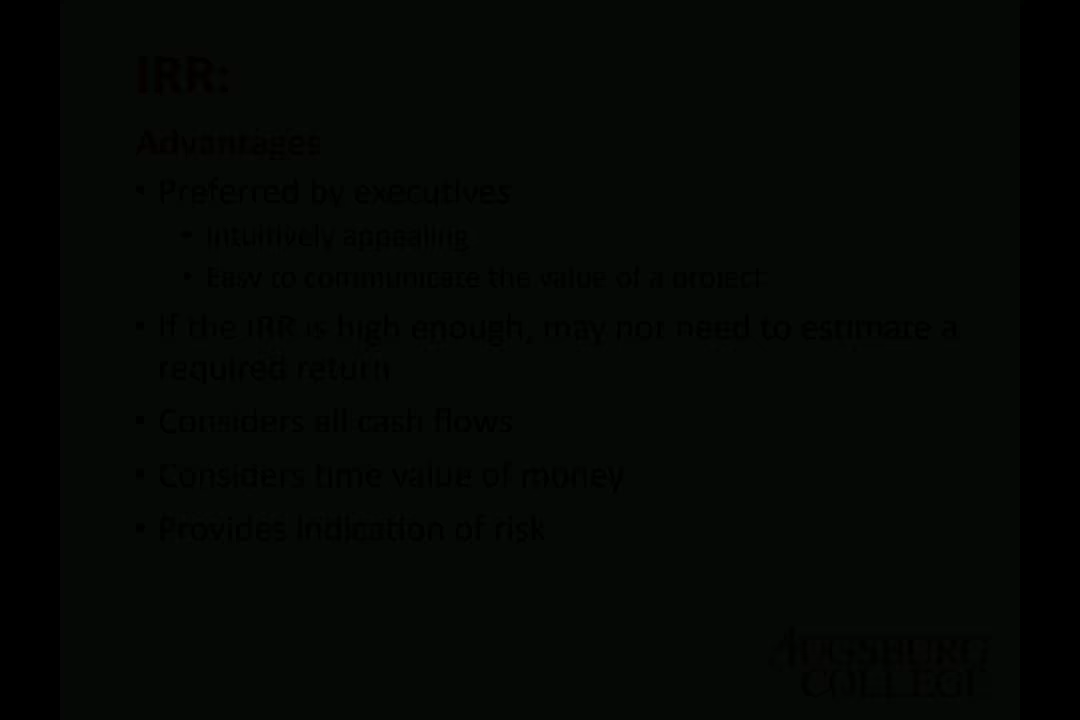 IRR:
Advantages
• Preferred by executives
• Intuitively appealing
• Easy to communicate the value of a project
• If the IRR is high enough, may not need to estimate a
required return
• Considers all cash flows
• Considers time value of money
• Provides indication of risk
AUGSBURG
COLLEGE